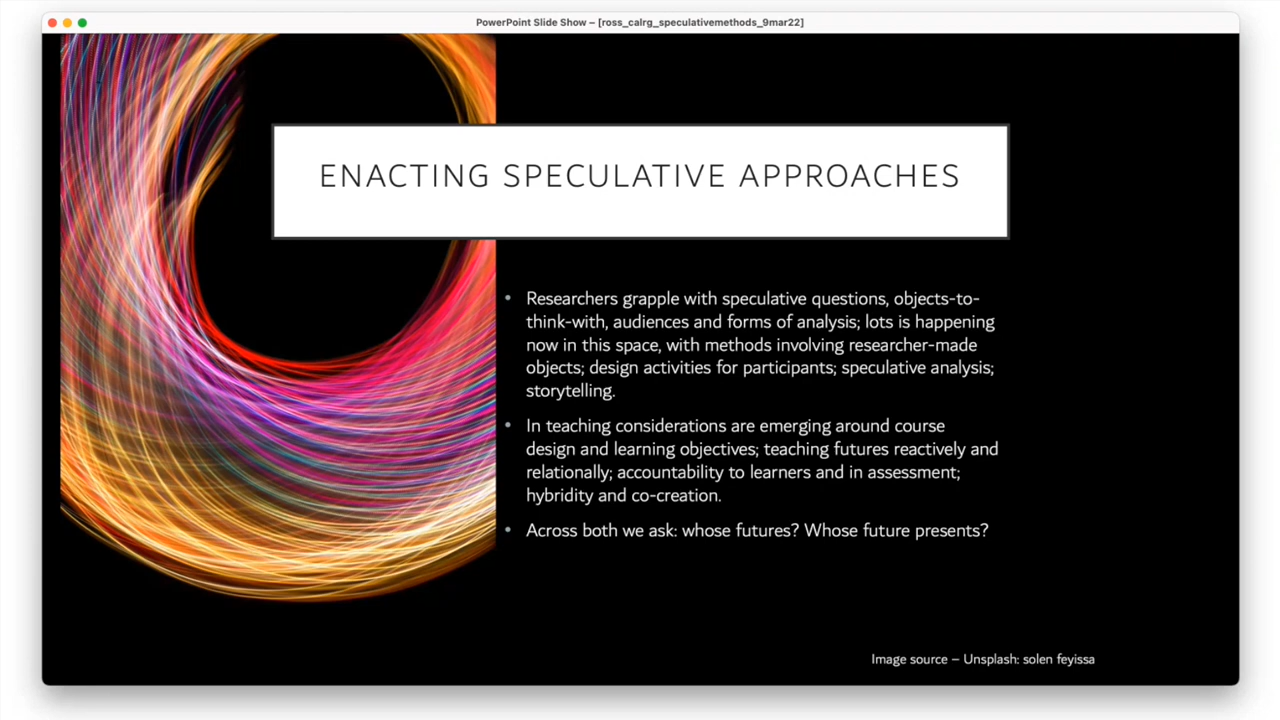 PowerPoint Slide Show – [ross_calrg_speculativemethods_9mar22]
ENACTING SPECULATIVE APPROACHES
• Researchers grapple with speculative questions, objects-to-
think-with, audiences and forms of analysis; lots is happening
now in this space, with methods involving researcher-made
objects; design activities for participants; speculative analysis;
storytelling.
• In teaching considerations are emerging around course
design and learning objectives; teaching futures reactively and
relationally; accountability to learners and in assessment;
hybridity and co-creation.
• Across both we ask: whose futures? Whose future presents?
Image source – Unsplash: solen feyissa